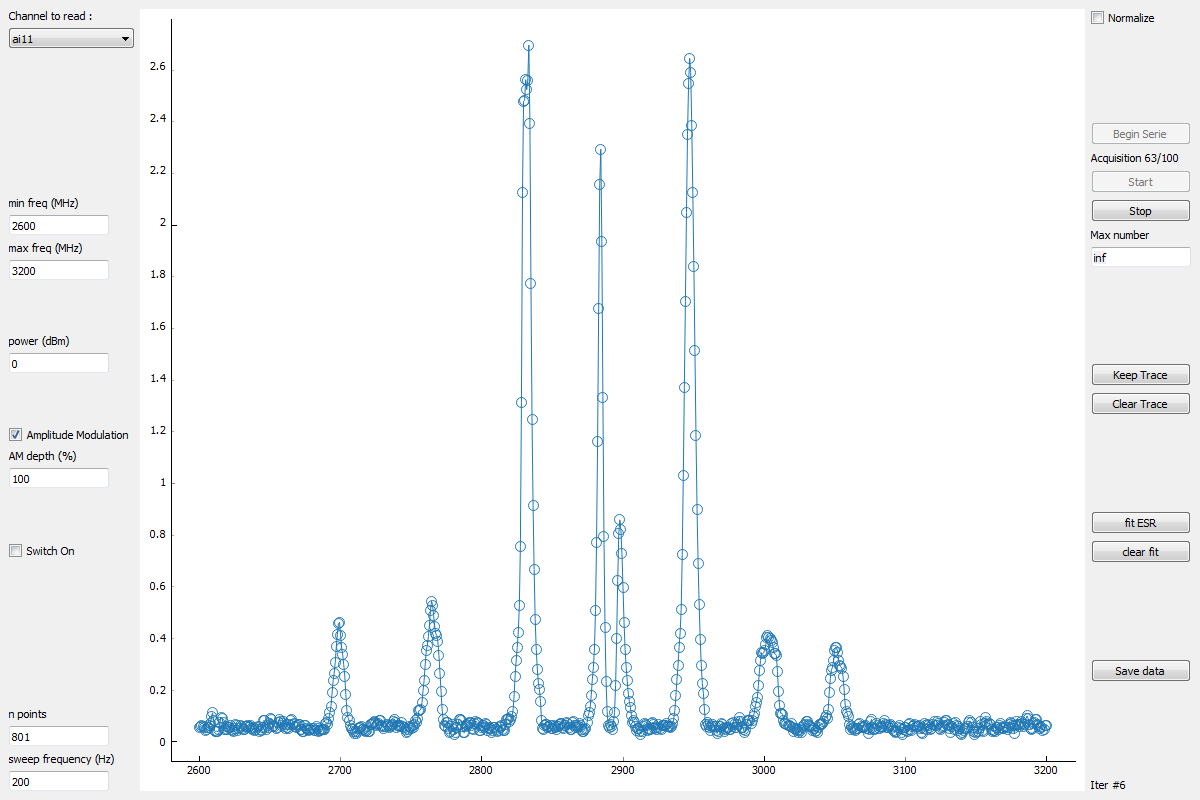 Channel to read :
ai11
min freq (MHz)
2600
max freq (MHz)
3200
power (dBm)
0
Amplitude Modulation
AM depth (%)
100
Switch On
n points
801
sweep frequency (Hz)
200
2.6
2.4
2.2
2
1.8
1.6
1.4
1.2
1
0.8
0.6
0.4
0.2
0
2600 2700 2800 2900 3000 3100 3200
Normalize
Begin Serie
Acquisition 63/100
Start
Stop
Max number
inf
Keep Trace
Clear Trace
fit ESR
clear fit
Save data
Iter #6